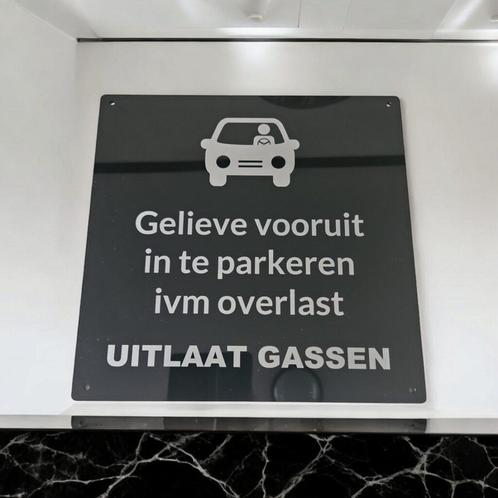 Gelieve vooruit
in te parkeren
ivm overlast
UITLAAT GASSEN